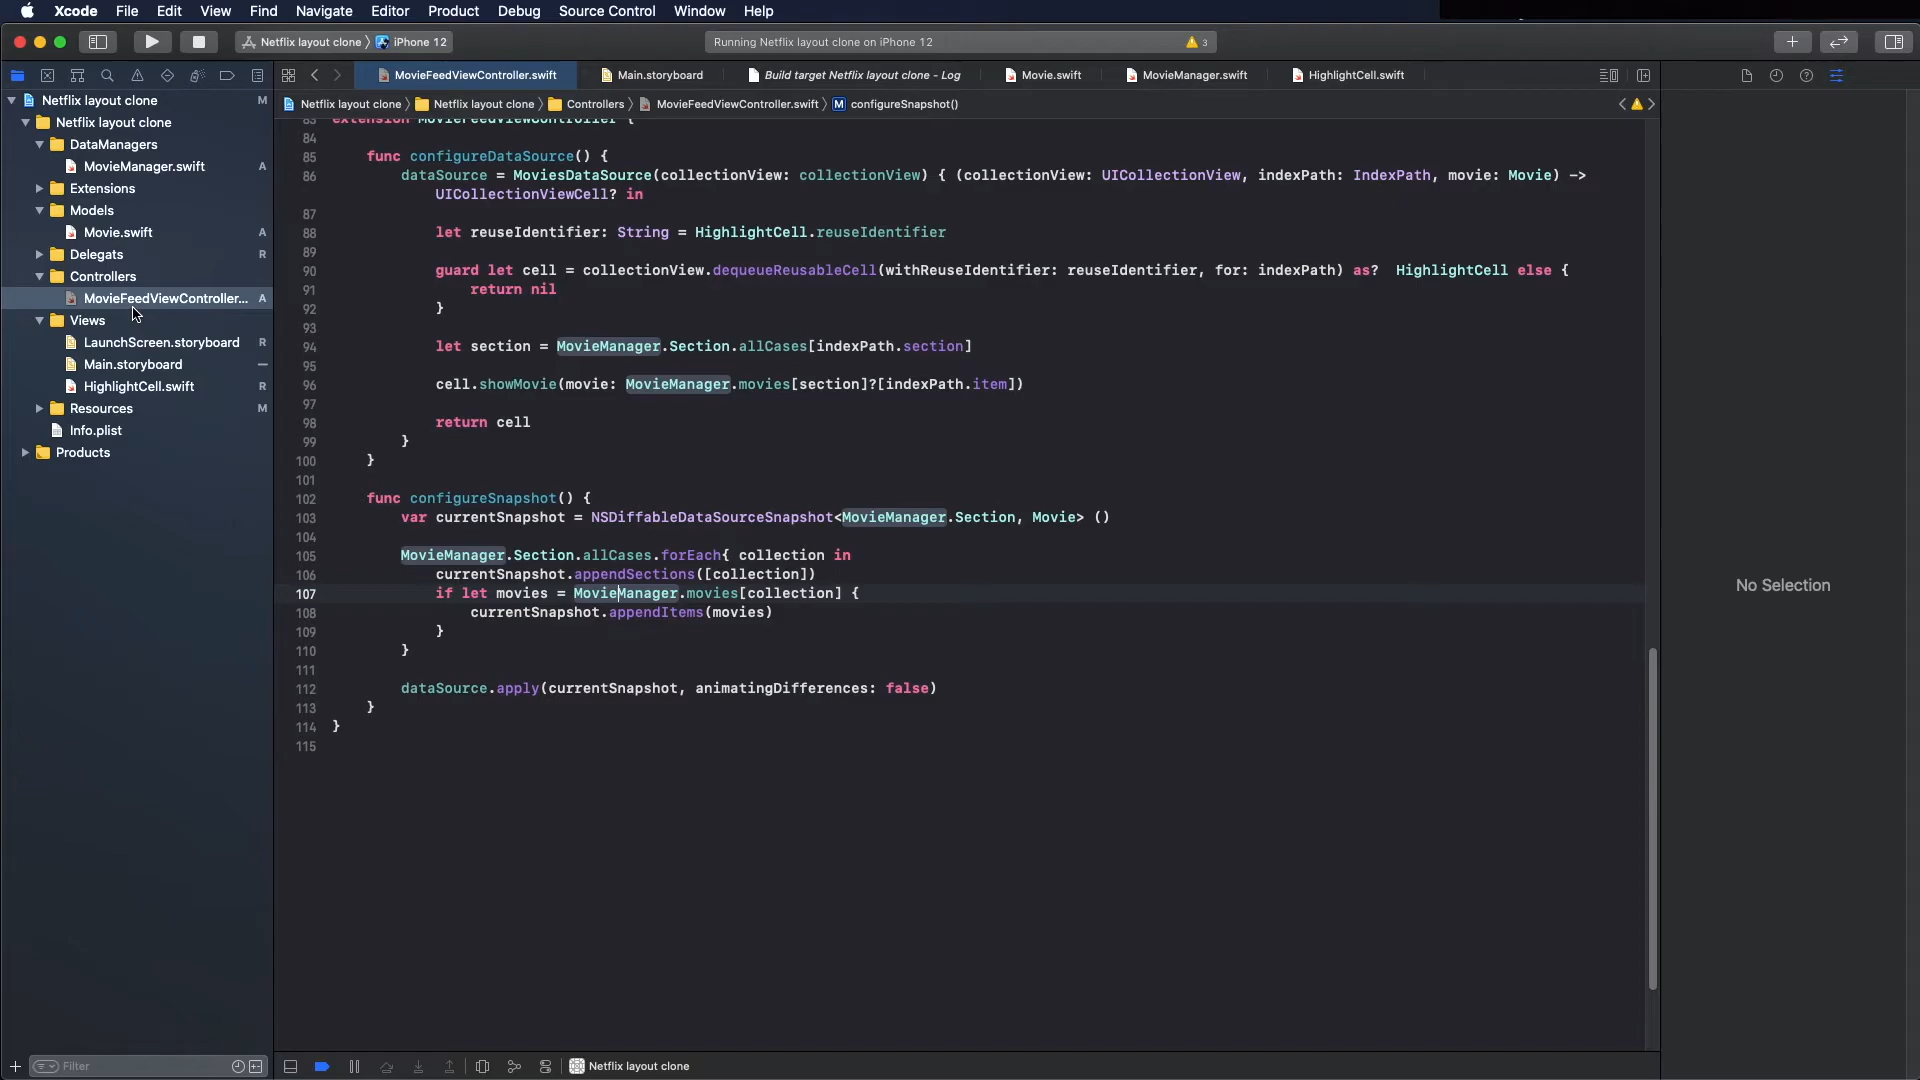 Xcode File Edit View Find Navigate Editor Product Debug Source Control Window Help
Netflix layout clone 〉 iPhone 12
Running Netflix layout clone on iPhone 12
3
MovieFeedViewController.swift
Main.storyboard
Build target Netflix layout clone - Log
Movie.swift
MovieManager.swift
HighlightCell.swift
Netflix layout clone 〉 Netflix layout clone 〉 Controllers 〉 MovieFeedViewController.swift 〉 M configureSnapshot()
Netflix layout clone M
Netflix layout clone
DataManagers
MovieManager.swift A
Extensions
Models
Movie.swift A
Delegats R
Controllers
MovieFeedViewController... A
Views
LaunchScreen.storyboard R
Main.storyboard —
HighlightCell.swift R
Resources M
Info.plist
Products
83 extension MovieFeedViewController {
84
85 func configureDataSource() {
86 dataSource = MoviesDataSource(collectionView: collectionView) { (collectionView: UICollectionView, indexPath: IndexPath, movie: Movie) ->
UICollectionViewCell? in
87
88 let reuseIdentifier: String = HighlightCell.reuseIdentifier
89
90 guard let cell = collectionView.dequeueReusableCell(withReuseIdentifier: reuseIdentifier, for: indexPath) as? HighlightCell else {
91 return nil
92 }
93
94 let section = MovieManager.Section.allCases[indexPath.section]
95
96 cell.showMovie(movie: MovieManager.movies[section]?[indexPath.item])
97
98 return cell
99 }
100 }
101
102 func configureSnapshot() {
103 var currentSnapshot = NSDiffableDataSourceSnapshot<MovieManager.Section, Movie> ()
104
105 MovieManager.Section.allCases.forEach{ collection in
106 currentSnapshot.appendSections([collection])
107 if let movies = MovieManager.movies[collection] {
108 currentSnapshot.appendItems(movies)
109 }
110 }
111
112 dataSource.apply(currentSnapshot, animatingDifferences: false)
113 }
114 }
115
No Selection
Filter
Netflix layout clone